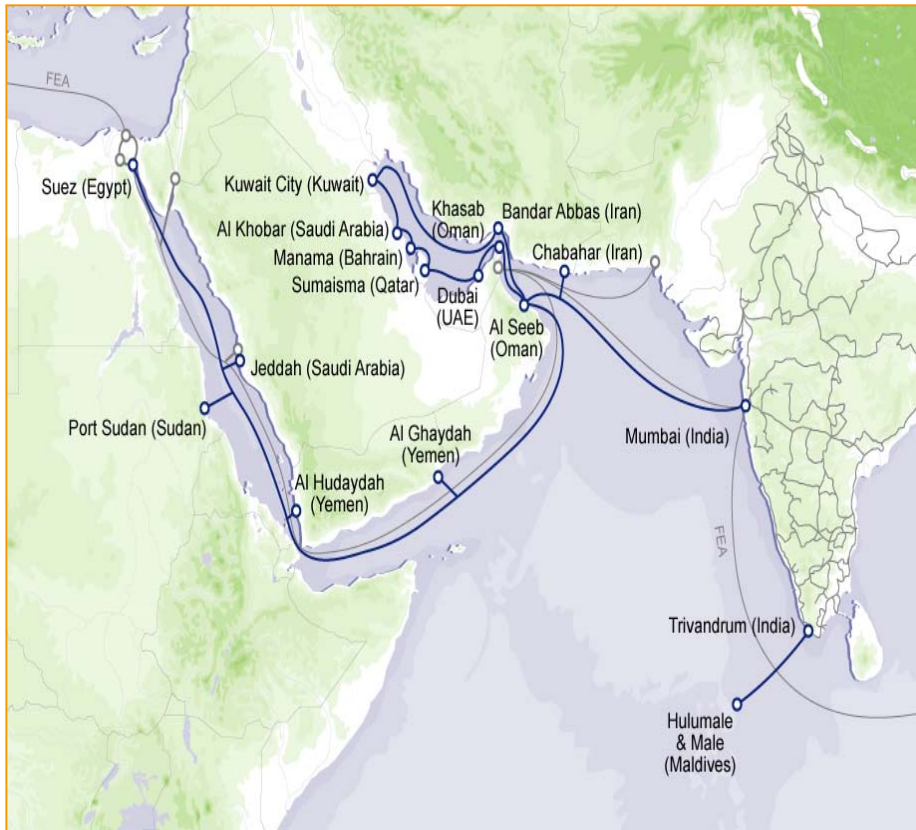 FEA
Suez (Egypt)
Kuwait City (Kuwait)
Al Khobar (Saudi Arabia)
Manama (Bahrain)
Sumaisma (Qatar)
Khasab
(Oman)
Bandar Abbas (Iran)
Chabahar (Iran)
Dubai
(UAE)
Al Seeb
(Oman)
Jeddah (Saudi Arabia)
Port Sudan (Sudan)
Al Ghaydah
(Yemen)
Al Hudaydah
(Yemen)
Mumbai (India)
FEA
Trivandrum (India)
Hulumale
& Male
(Maldives)